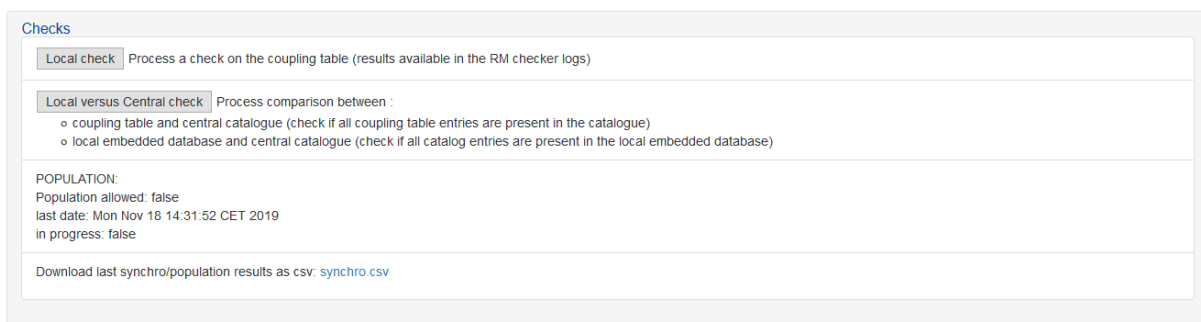 Checks
Local check Process a check on the coupling table (results available in the RM checker logs)
Local versus Central check Process comparison between :
coupling table and central catalogue (check if all coupling table entries are present in the catalogue)
local embedded database and central catalogue (check if all catalog entries are present in the local embedded database)
POPULATION:
Population allowed: false
last date: Mon Nov 18 14:31:52 CET 2019
in progress: false
Download last synchro/population results as csv: synchro.csv